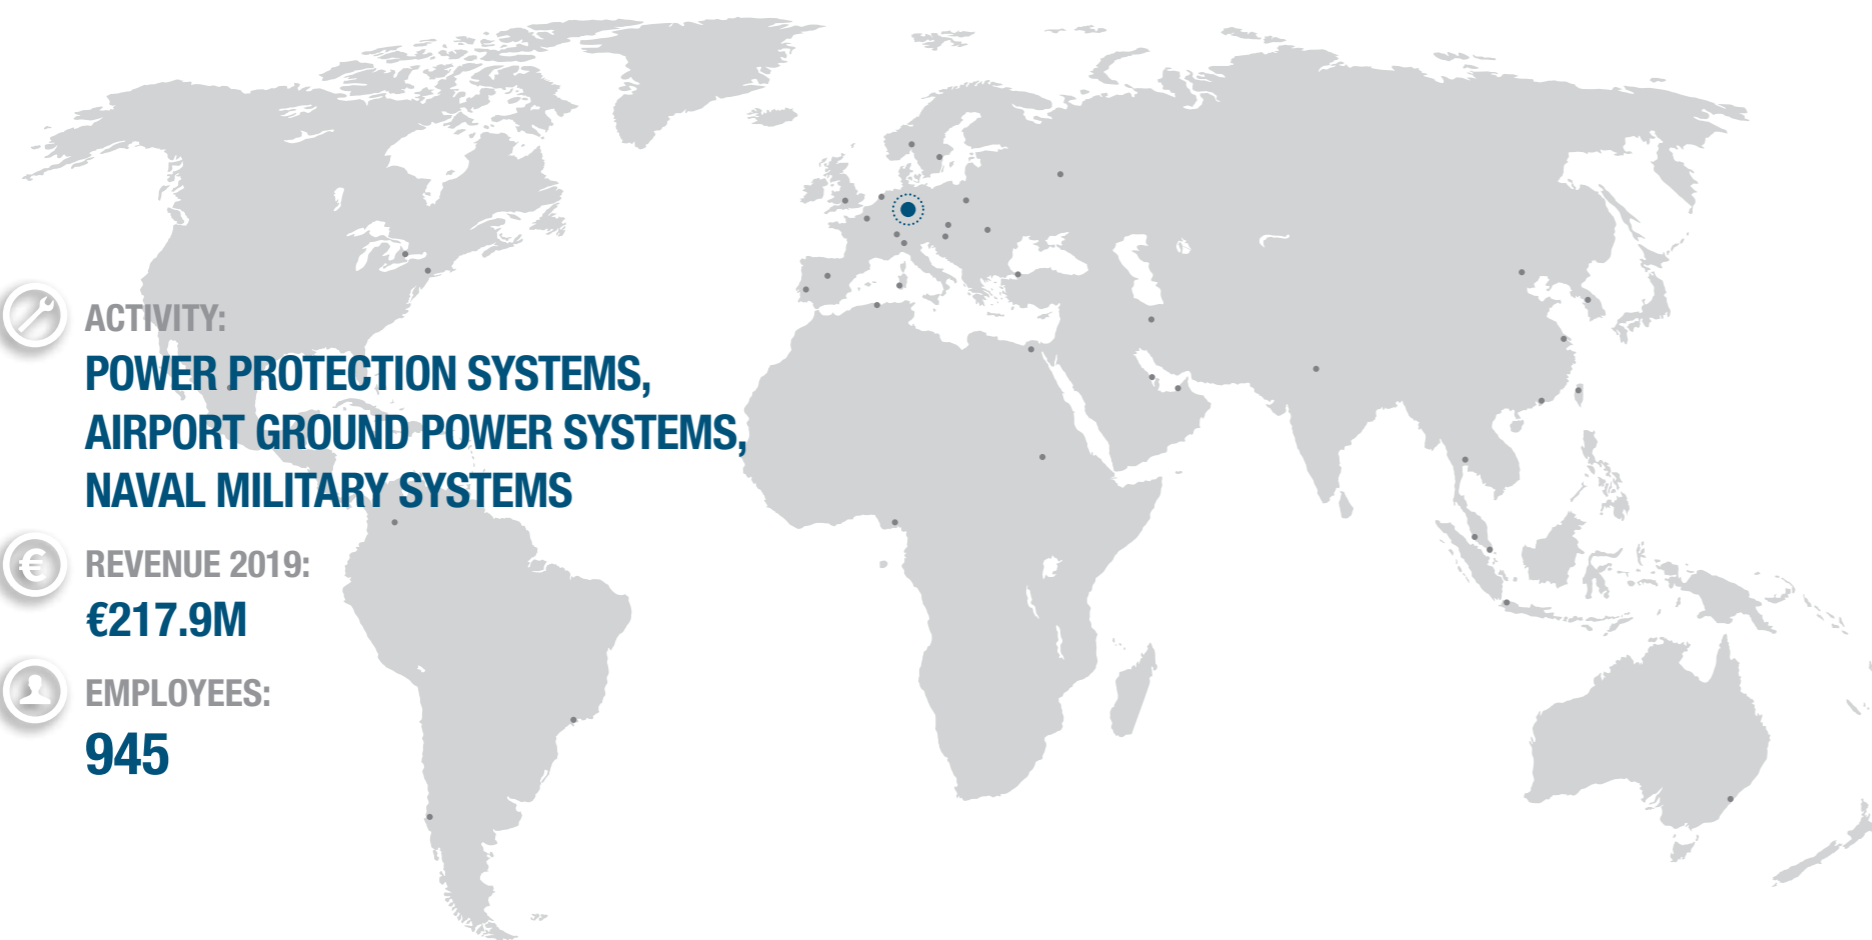 ACTIVITY:
POWER PROTECTION SYSTEMS,
AIRPORT GROUND POWER SYSTEMS,
NAVAL MILITARY SYSTEMS
€
REVENUE 2019:
€217.9M
EMPLOYEES:
945